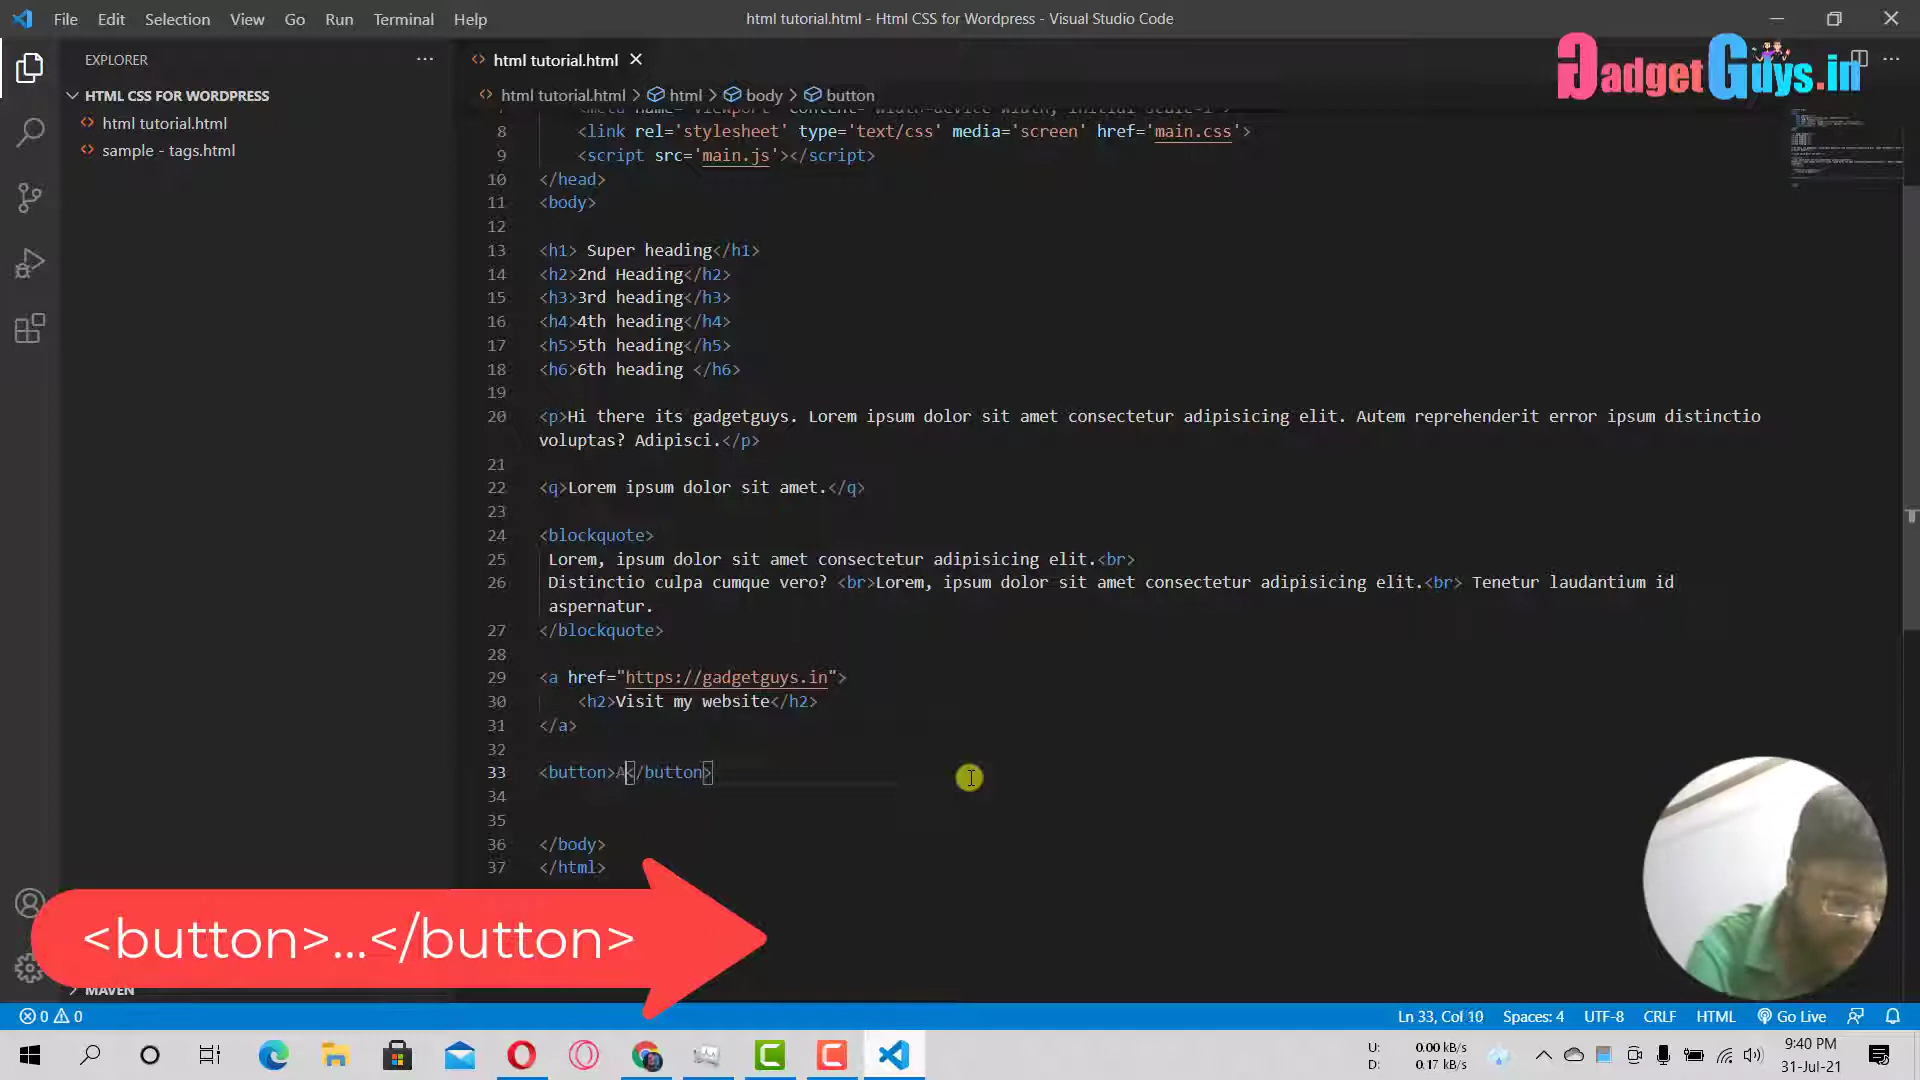 File Edit Selection View Go Run Terminal Help
html tutorial.html - Html CSS for Wordpress - Visual Studio Code
GadgetGuys.in
EXPLORER
HTML CSS FOR WORDPRESS
html tutorial.html
sample - tags.html
MAVEN
html tutorial.html
html tutorial.html > html > body > button
8 <link rel='stylesheet' type='text/css' media='screen' href='main.css'>
9 <script src='main.js'></script>
10 </head>
11 <body>
12
13 <h1> Super heading</h1>
14 <h2>2nd Heading</h2>
15 <h3>3rd heading</h3>
16 <h4>4th heading</h4>
17 <h5>5th heading</h5>
18 <h6>6th heading </h6>
19
20 <p>Hi there its gadgetguys. Lorem ipsum dolor sit amet consectetur adipisicing elit. Autem reprehenderit error ipsum distinctio
voluptas? Adipisci.</p>
21
22 <q>Lorem ipsum dolor sit amet.</q>
23
24 <blockquote>
25 Lorem, ipsum dolor sit amet consectetur adipisicing elit.<br>
26 Distinctio culpa cumque vero? <br>Lorem, ipsum dolor sit amet consectetur adipisicing elit.<br> Tenetur laudantium id
aspernatur.
27 </blockquote>
28
29 <a href="https://gadgetguys.in">
30 <h2>Visit my website</h2>
31 </a>
32
33 <button>A</button>
34
35
36 </body>
37 </html>
<button>...</button>
0 0
Ln 33, Col 10 Spaces: 4 UTF-8 CRLF HTML Go Live
U: 0.00 kB/s
D: 0.17 kB/s
9:40 PM
31-Jul-21